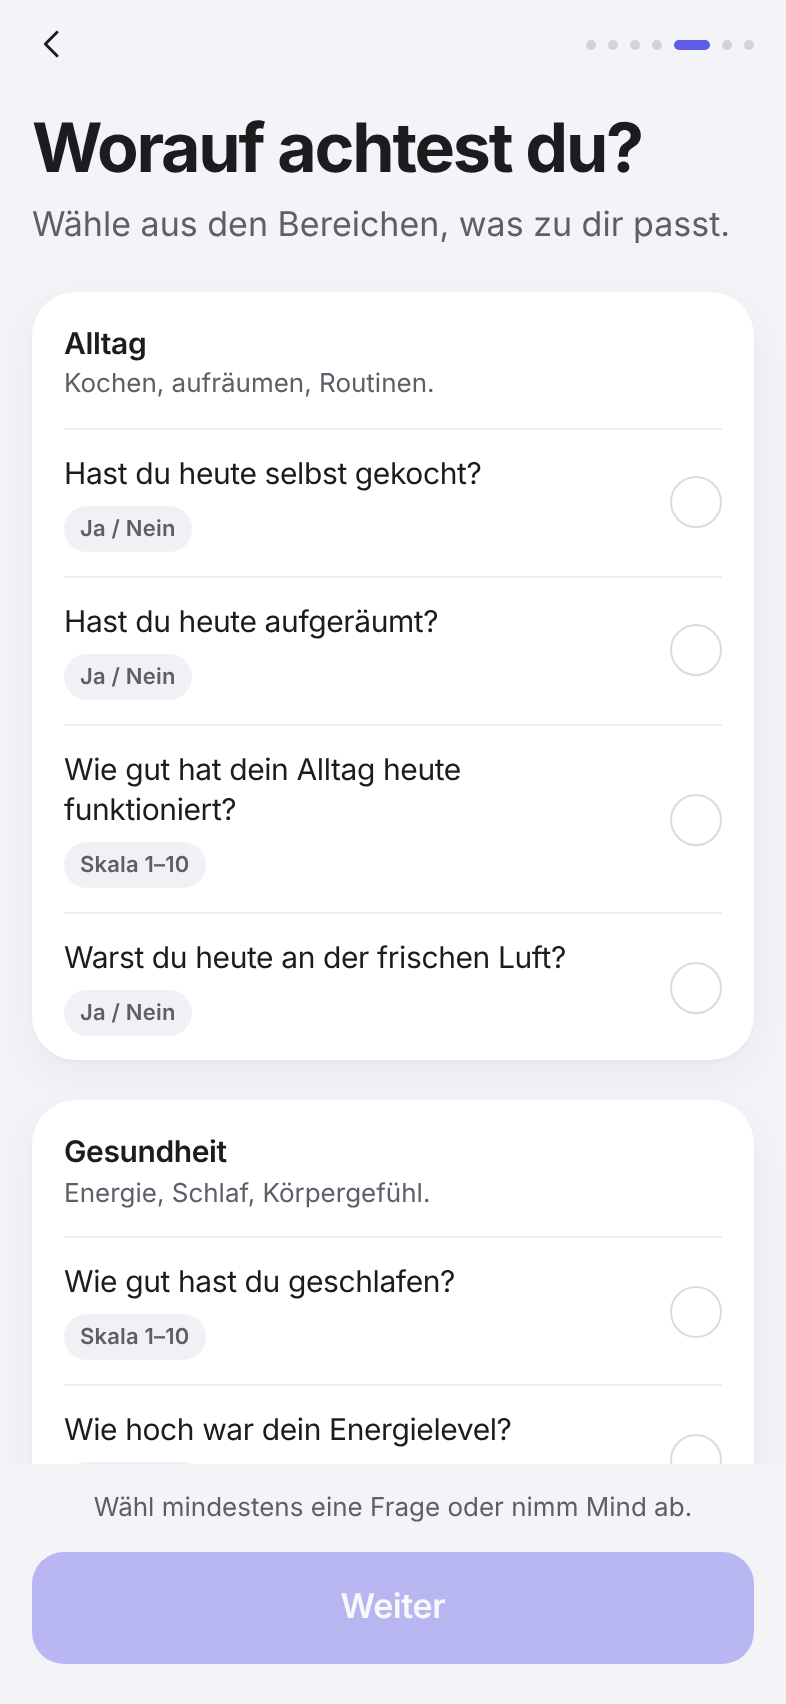 Worauf achtest du?
Wähle aus den Bereichen, was zu dir passt.
Alltag
Kochen, aufräumen, Routinen.
Hast du heute selbst gekocht?
Ja / Nein
Hast du heute aufgeräumt?
Ja / Nein
Wie gut hat dein Alltag heute
funktioniert?
Skala 1–10
Warst du heute an der frischen Luft?
Ja / Nein
Gesundheit
Energie, Schlaf, Körpergefühl.
Wie gut hast du geschlafen?
Skala 1–10
Wie hoch war dein Energielevel?
Wähl mindestens eine Frage oder nimm Mind ab.
Weiter